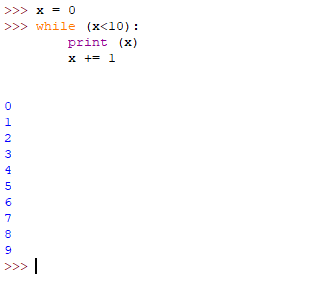 >>> x = 0
>>> while (x<10):
        print (x)
        x += 1

0
1
2
3
4
5
6
7
8
9
>>>